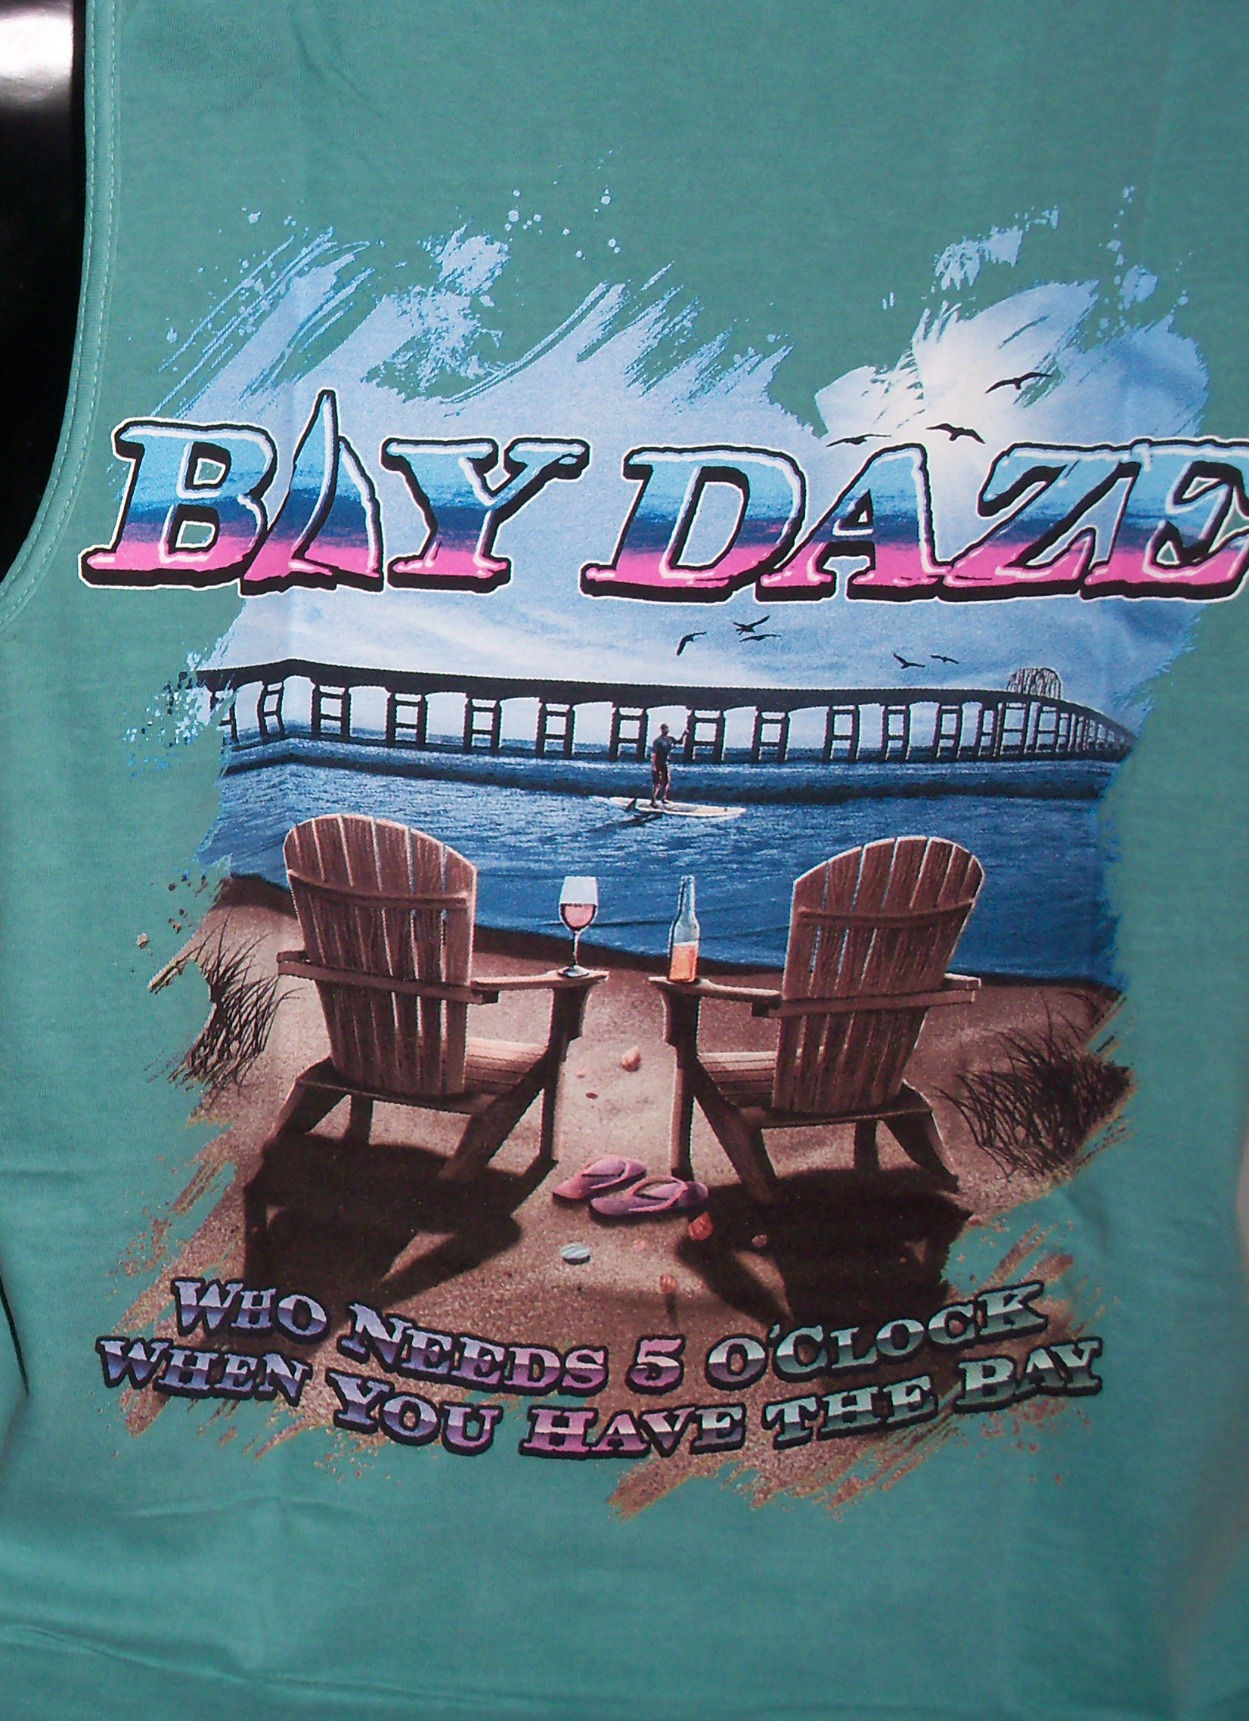 BAY DAZE
WHO NEEDS 5 O'CLOCK
WHEN YOU HAVE THE BAY